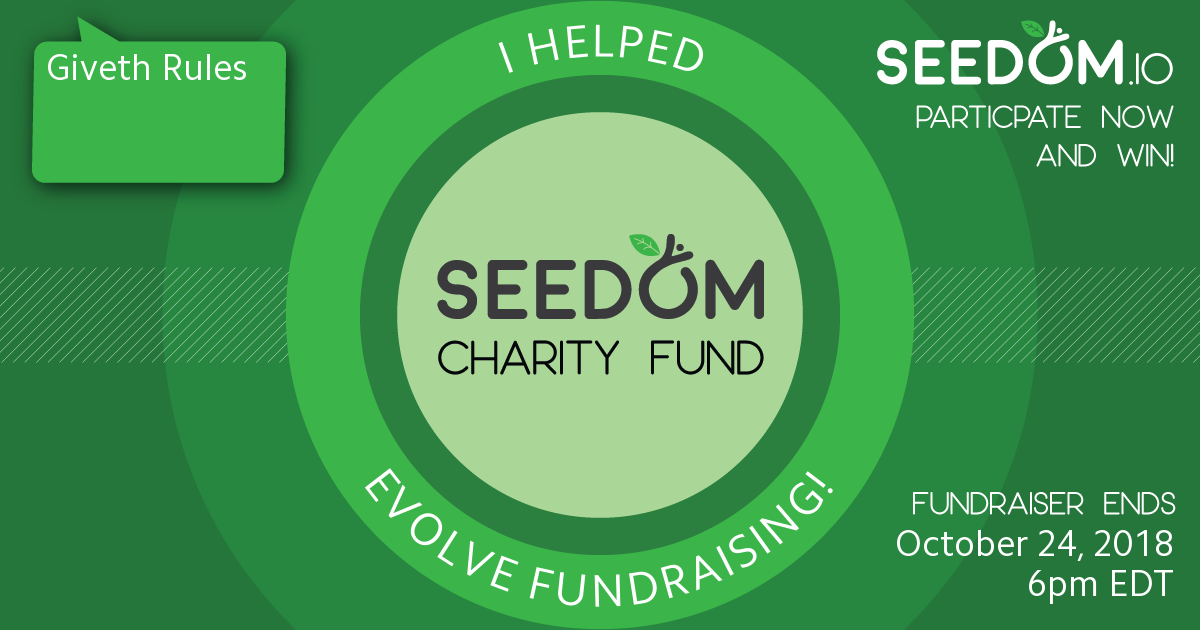 Giveth Rules
I HELPED
SEEDOM.IO
PARTICPATE NOW
AND WIN!
SEEDOM
CHARITY FUND
EVOLVE FUNDRAISING!
FUNDRAISER ENDS
October 24, 2018
6pm EDT